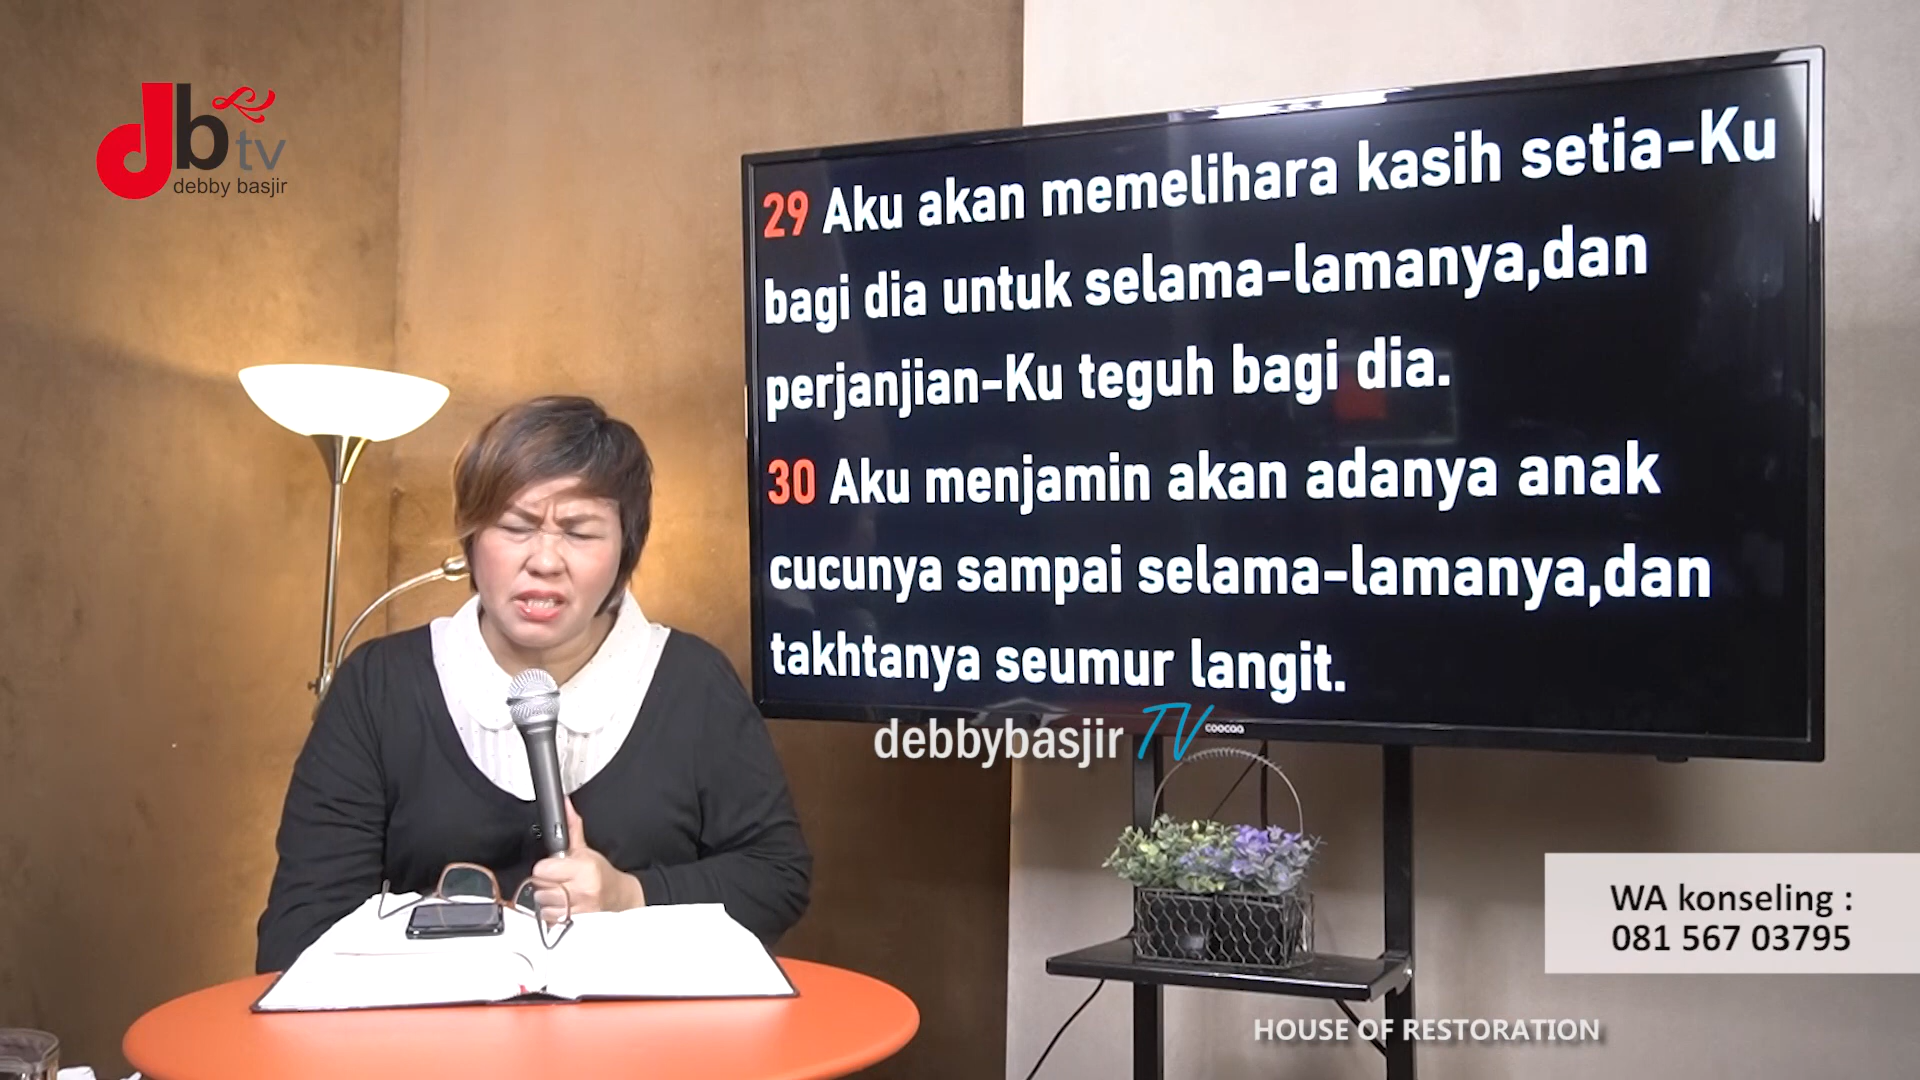 db tv
debby basjir
29 Aku akan memelihara kasih setia-Ku
bagi dia untuk selama-lamanya,dan
perjanjian-Ku teguh bagi dia.
30 Aku menjamin akan adanya anak
cucunya sampai selama-lamanya,dan
takhtanya seumur langit.
coocaa
debbybasjir TV
WA konseling :
081 567 03795
HOUSE OF RESTORATION